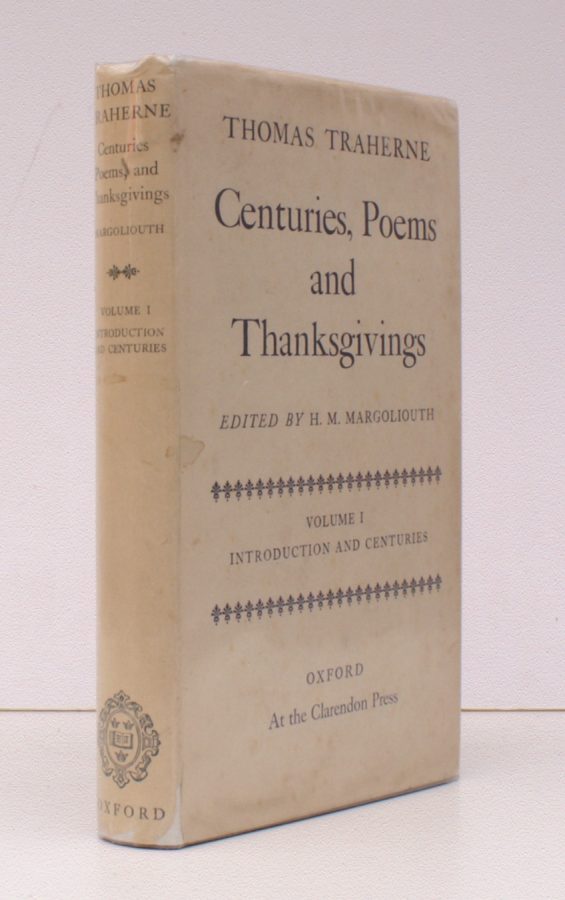 THOMAS TRAHERNE
Centuries, Poems
and
Thanksgivings
EDITED BY H. M. MARGOLIOUTH
VOLUME I
INTRODUCTION AND CENTURIES
OXFORD
At the Clarendon Press
THOMAS
TRAHERNE
Centuries
Poems, and
Thanksgivings
MARGOLIOUTH
VOLUME I
INTRODUCTION
AND CENTURIES
OXFORD